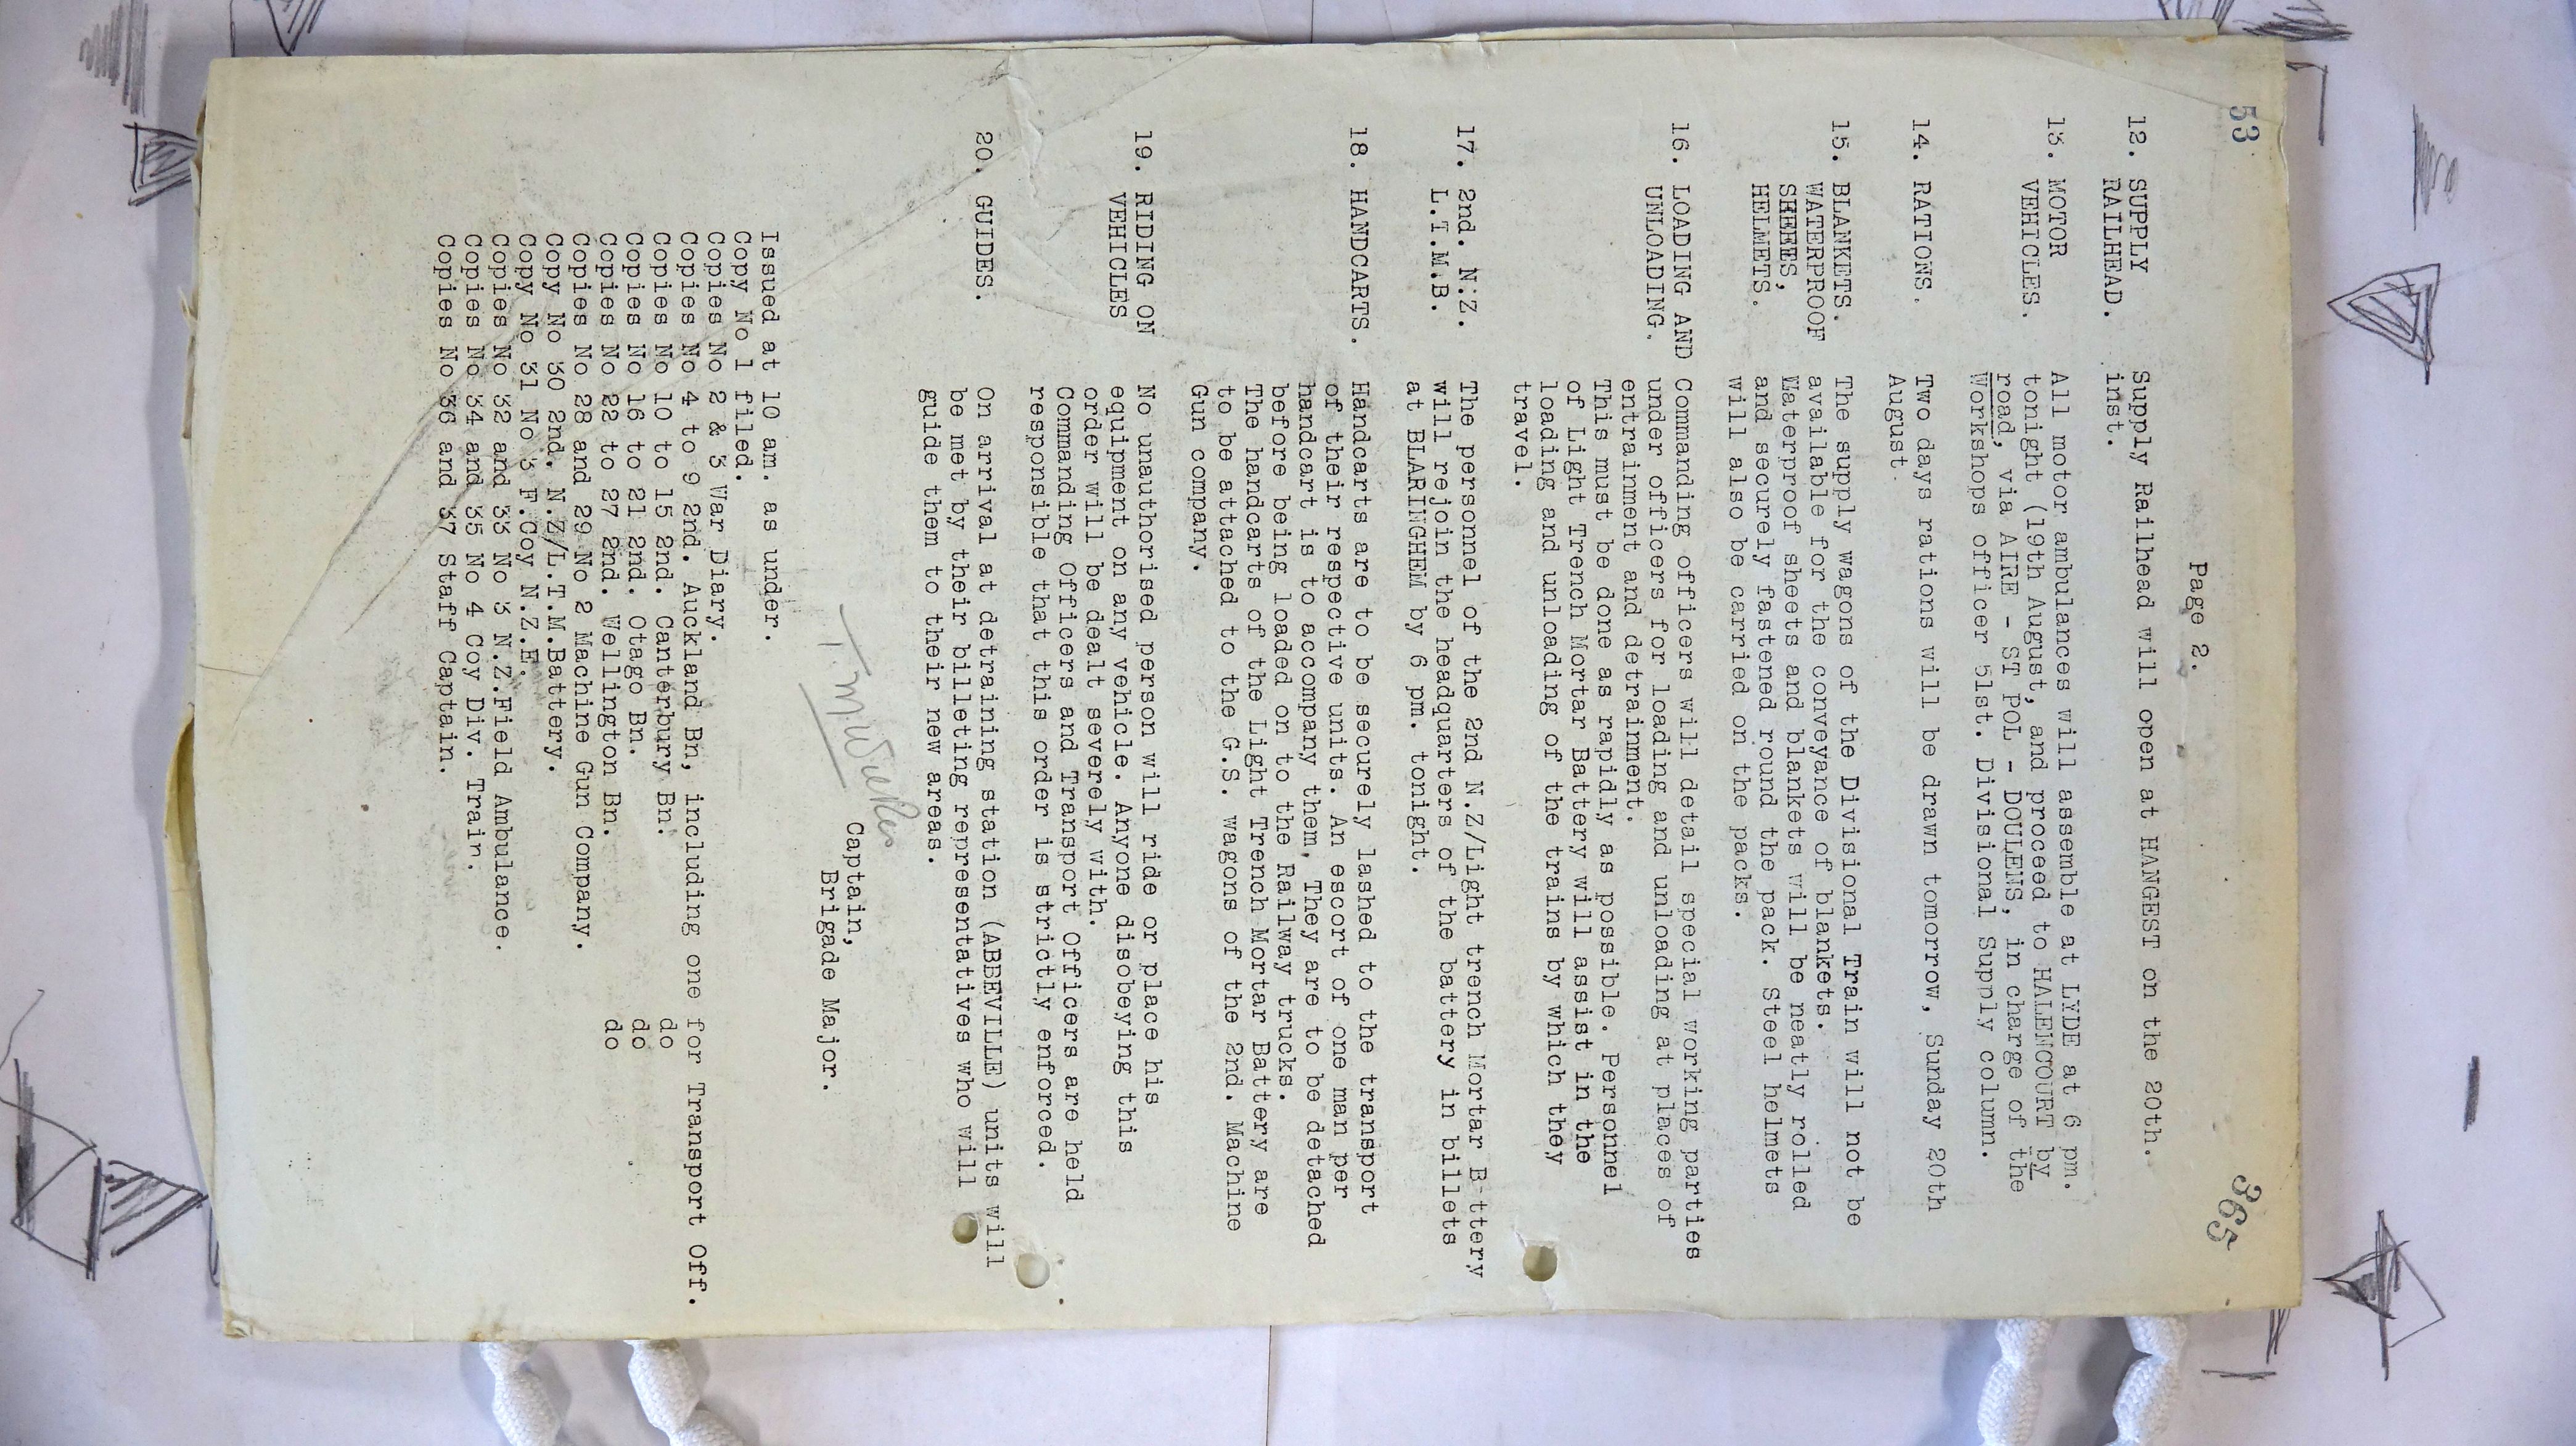 53
365
Page 2.
12. SUPPLY Supply Railhead will open at HANGEST on the 20th.
RAILHEAD. inst.
13. MOTOR All motor ambulances will assemble at LYDE at 6 pm.
VEHICLES. tonight (19th August, and proceed to HALENCOURT by
road, via AIRE - ST POL - DOULENS, in charge of the
Workshops officer 51st. Divisional Supply column.
14. RATIONS. Two days rations will be drawn tomorrow, Sunday 20th
August.
15. BLANKETS. The supply wagons of the Divisional Train will not be
WATERPROOF available for the conveyance of blankets.
SHEEES, Waterproof sheets and blankets will be neatly rolled
HELMETS. and securely fastened round the pack. Steel helmets
will also be carried on the packs.
16. LOADING AND Commanding officers will detail special working parties
UNLOADING. under officers for loading and unloading at places of
entrainment and detrainment.
This must be done as rapidly as possible. Personnel
of Light Trench Mortar Battery will assist in the
loading and unloading of the trains by which they
travel.
17. 2nd. N.Z. The personnel of the 2nd N.Z/Light trench Mortar B-ttery
L.T.M.B. will rejoin the headquarters of the battery in billets
at BLARINGHEM by 6 pm. tonight.
18. HANDCARTS. Handcarts are to be securely lashed to the transport
of their respective units. An escort of one man per
handcart is to accompany them. They are to be detached
before being loaded on to the Railway trucks.
The handcarts of the Light Trench Mortar Battery are
to be attached to the G.S. wagons of the 2nd. Machine
Gun company.
19. RIDING ON No unauthorised person will ride or place his
VEHICLES equipment on any vehicle. Anyone disobeying this
order will be dealt severely with.
Commanding Officers and Transport Officers are held
responsible that this order is strictly enforced.
20. GUIDES. On arrival at detraining station (ABBEVILLE) units will
be met by their billeting representatives who will
guide them to their new areas.
Captain,
Brigade Major.
Issued at 10 am. as under.
Copy No 1 filed.
Copies No 2 & 3 War Diary.
Copies No 4 to 9 2nd. Auckland Bn, including one for Transport Off.
Copies No 10 to 15 2nd. Canterbury Bn. do
Copies No 16 to 21 2nd. Otago Bn. do
Copies No 22 to 27 2nd. Wellington Bn. do
Copies No 28 and 29 No 2 Machine Gun Company.
Copy No 30 2nd. N.Z/L.T.M.Battery.
Copy No 31 No 3 F.Coy N.Z.E.
Copies No 32 and 33 No 3 N.Z.Field Ambulance.
Copies No 34 and 35 No 4 Coy Div. Train.
Copies No 36 and 37 Staff Captain.